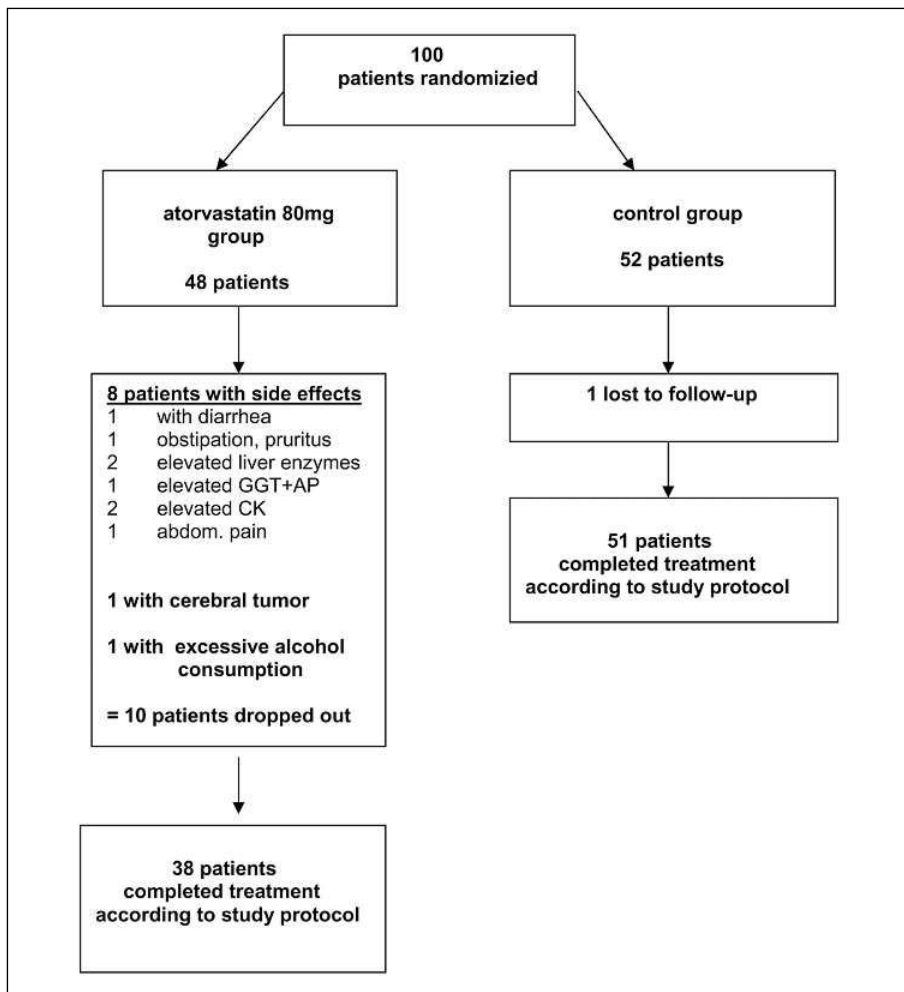 100
patients randomizied
atorvastatin 80mg
group
48 patients
control group
52 patients
8 patients with side effects
1 with diarrhea
1 obstipation, pruritus
2 elevated liver enzymes
1 elevated GGT+AP
2 elevated CK
1 abdom. pain
1 with cerebral tumor
1 with excessive alcohol
consumption
= 10 patients dropped out
38 patients
completed treatment
according to study protocol
1 lost to follow-up
51 patients
completed treatment
according to study protocol